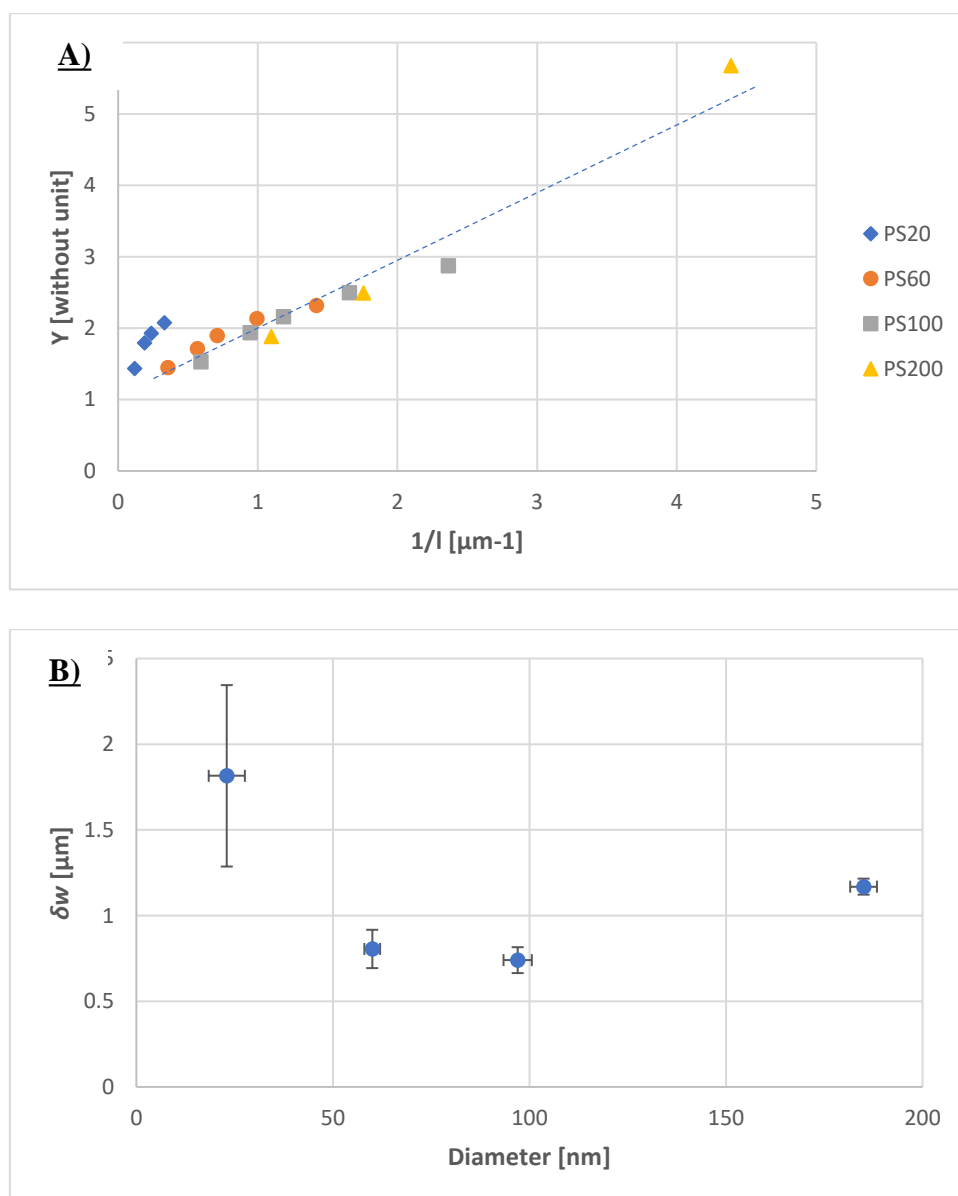 A)
5
4
3
2
1
0
0 1 2 3 4 5
Y [without unit]
1/l [µm-1]
PS20
PS60
PS100
PS200
B)
2
1.5
1
0.5
0
0 50 100 150 200
δw [µm]
Diameter [nm]